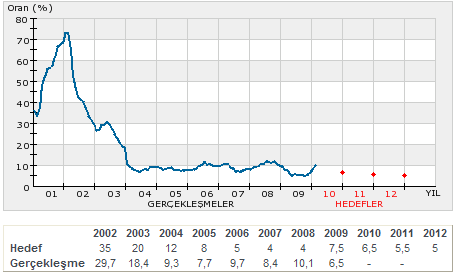 Oran (%)
80
70
60
50
40
30
20
10
0
01 02 03 04 05 06 07 08 09 10 11 12 YIL
GERÇEKLEŞMELER HEDEFLER
2002 2003 2004 2005 2006 2007 2008 2009 2010 2011 2012
Hedef 35 20 12 8 5 4 4 7,5 6,5 5,5 5
Gerçekleşme 29,7 18,4 9,3 7,7 9,7 8,4 10,1 6,5 - -